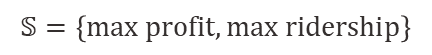 𝕊 = {max profit, max ridership}